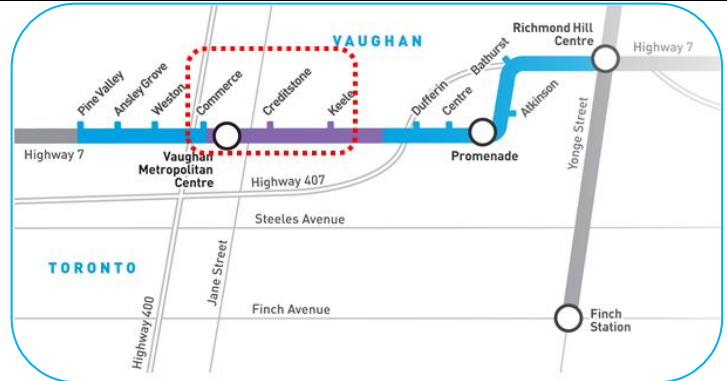 VAUGHAN
Richmond Hill
Centre
Highway 7
Pine Valley
Ansley Grove
Weston
Commerce
Creditstone
Keele
Dufferin
Centre
Bathurst
Atkinson
Highway 7
Vaughan
Metropolitan
Centre
Promenade
Yonge Street
Highway 407
Steeles Avenue
TORONTO
Jane Street
Highway 400
Finch Avenue
Finch
Station